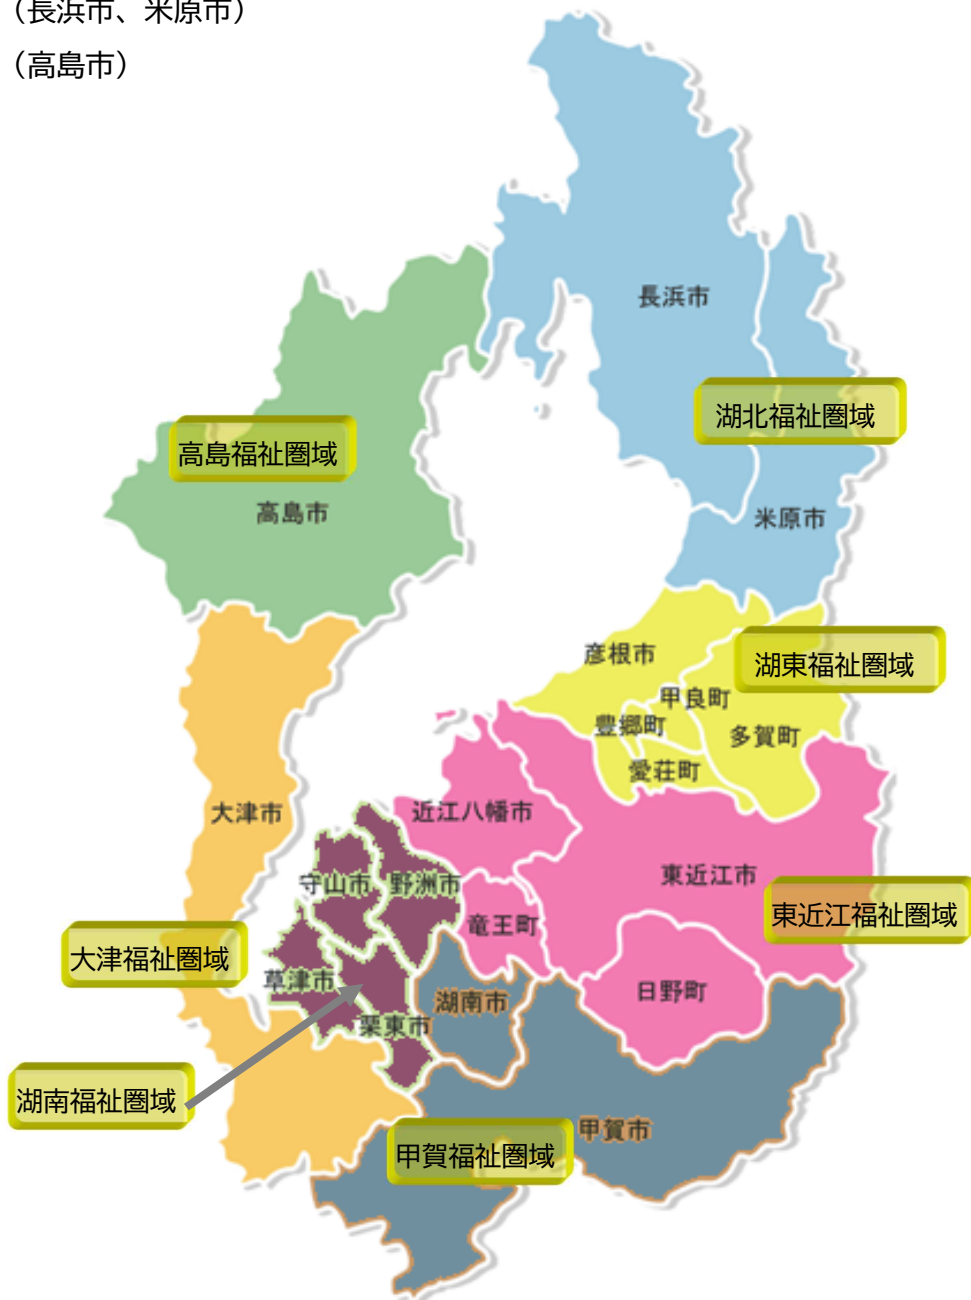 （長浜市、米原市）
（高島市）
長浜市
湖北福祉圏域
高島福祉圏域
高島市
米原市
彦根市
湖東福祉圏域
甲良町
豊郷町
多賀町
愛荘町
大津市
近江八幡市
東近江市
守山市
野洲市
竜王町
東近江福祉圏域
大津福祉圏域
草津市
湖南市
日野町
栗東市
湖南福祉圏域
甲賀市
甲賀福祉圏域